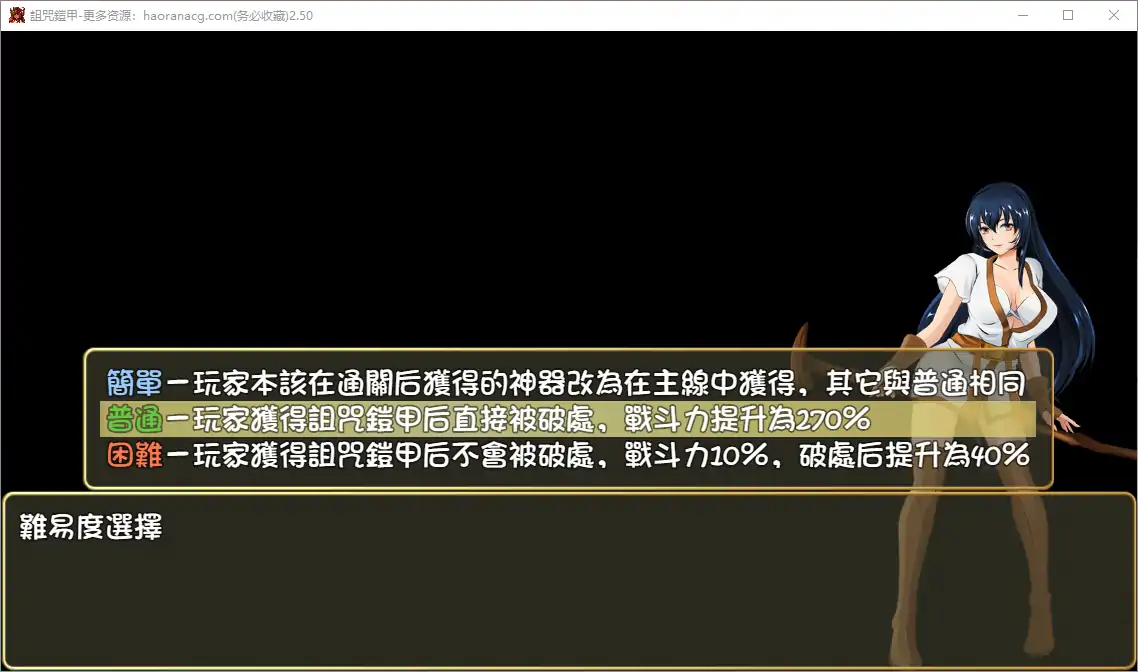 詛咒鎧甲-更多资源：haoranacg.com(务必收藏)2.50
簡單－玩家本該在通關后獲得的神器改為在主線中獲得，其它與普通相同
普通－玩家獲得詛咒鎧甲后直接被破處，戰斗力提升為270%
困難－玩家獲得詛咒鎧甲后不會被破處，戰斗力10%，破處后提升為40%
難易度選擇